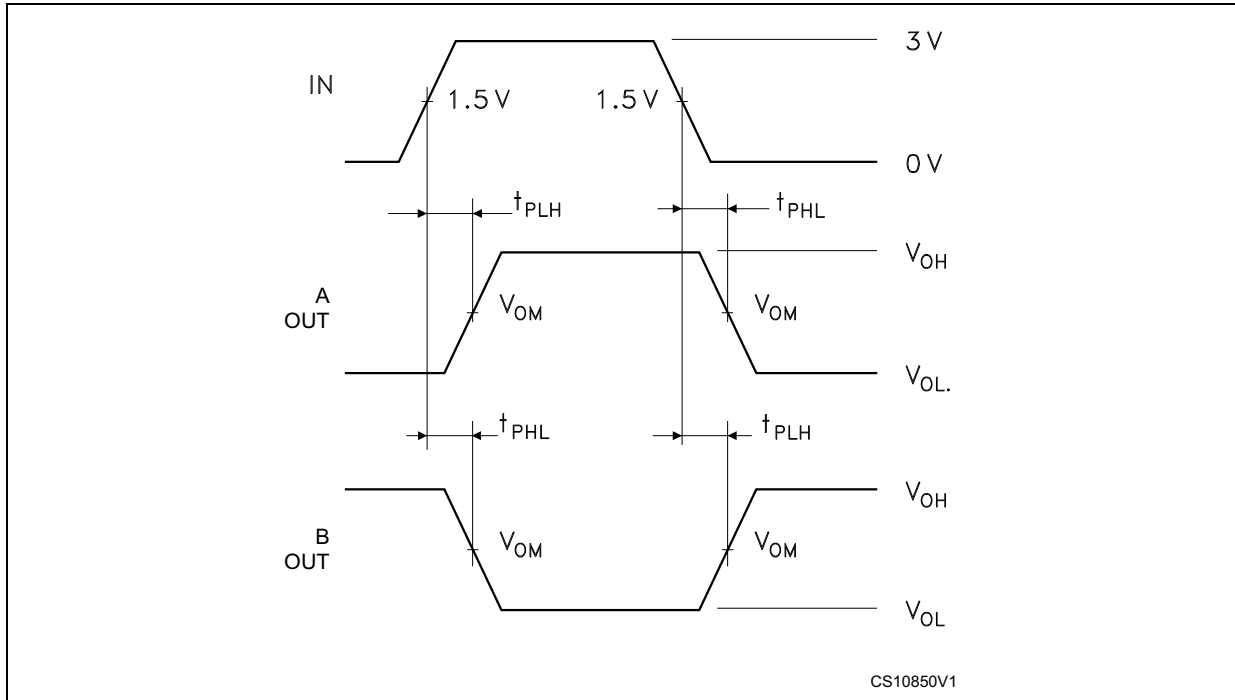 3 V
IN
1.5 V 1.5 V
0 V
tPLH tPHL
VOH
A
OUT
VOM VOM
VOL.
tPHL tPLH
VOH
B
OUT
VOM VOM
VOL
CS10850V1